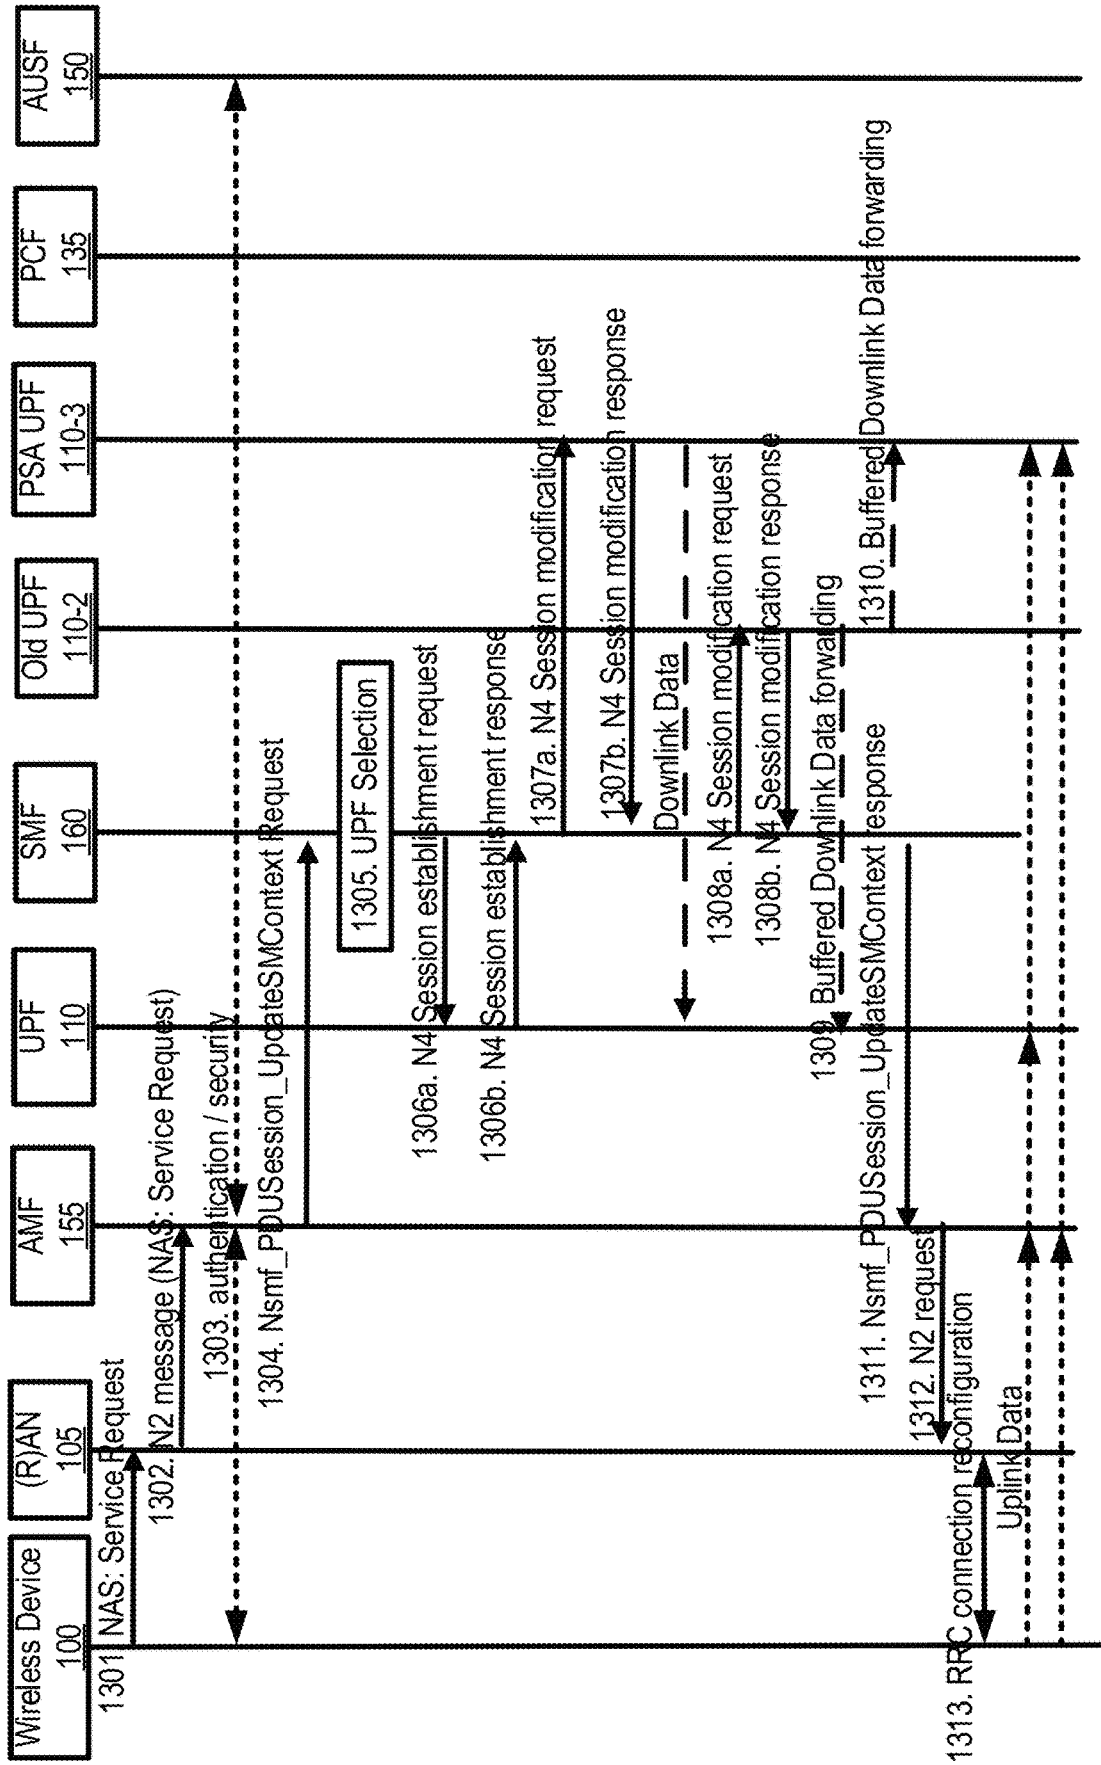 Wireless Device
100
(R)AN
105
AMF
155
UPF
110
SMF
160
Old UPF
110-2
PSA UPF
110-3
PCF
135
AUSF
150
1301 NAS: Service Request
1302. N2 message (NAS: Service Request)
1303. authentication / security
1304. Nsmf_PDUSession_UpdateSMContext Request
1305. UPF Selection
1306a. N4 Session establishment request
1306b. N4 Session establishment response
1307a. N4 Session modification request
1307b. N4 Session modification response
Downlink Data
1308a. N4 Session modification request
1308b. N4 Session modification response
1309 Buffered Downlink Data forwarding
1310. Buffered Downlink Data forwarding
1311. Nsmf_PDUSession_UpdateSMContext response
1312. N2 request
1313. RRC connection reconfiguration
Uplink Data